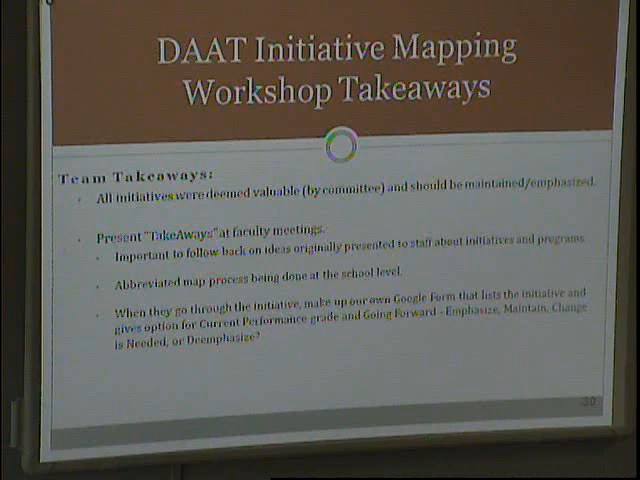 DAAT Initiative Mapping
Workshop Takeaways
Team Takeaways:
All initiatives were deemed valuable (by committee) and should be maintained/emphasized.
Present "TakeAways" at faculty meetings.
Important to follow back on ideas originally presented to staff about initiatives and programs
Abbreviated map process being done at the school level.
When they go through the initiative, make up our own Google Form that lists the initiative and
gives option for Current Performance grade and Going Forward - Emphasize, Maintain, Change
is Needed, or Deemphasize?
30